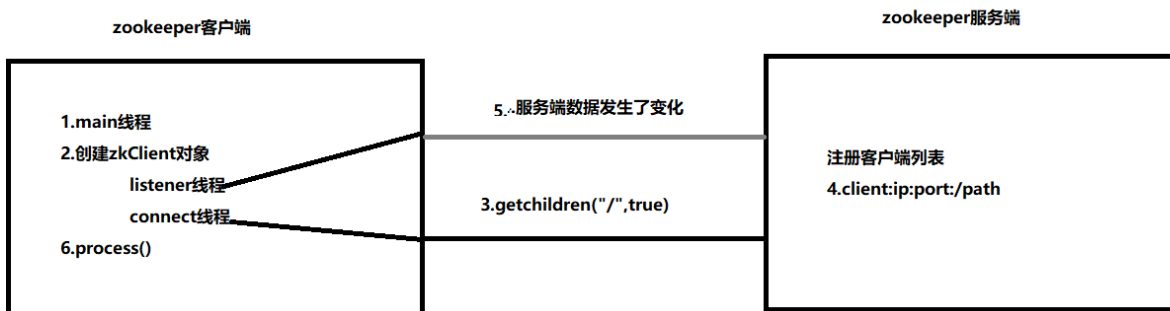 zookeeper客户端
zookeeper服务端
1.main线程
2.创建zkClient对象
listener线程
connect线程
6.process()
5.服务端数据发生了变化
3.getchildren("/",true)
注册客户端列表
4.client:ip:port:/path